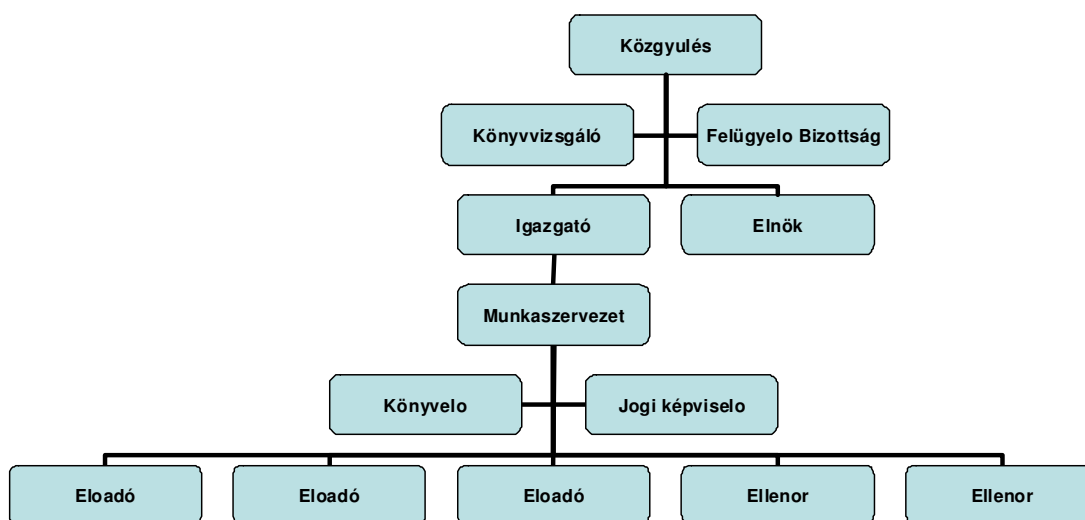 Közgyulés
Könyvvizsgáló
Felügyelo Bizottság
Igazgató
Elnök
Munkaszervezet
Könyvelo
Jogi képviselo
Eloadó
Eloadó
Eloadó
Ellenor
Ellenor